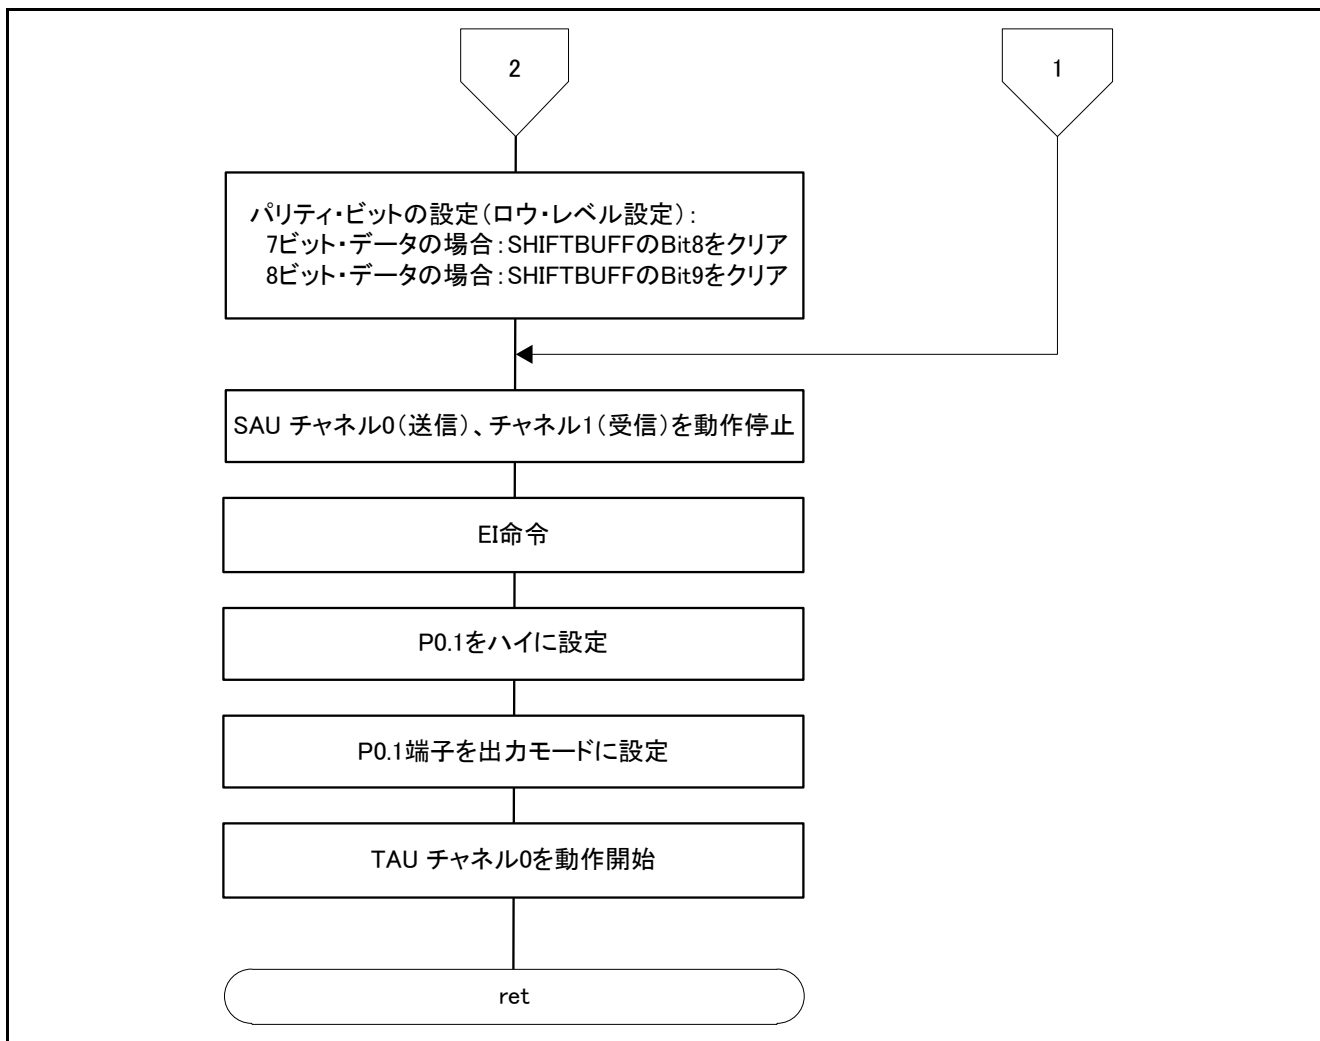 2
1
パリティ・ビットの設定(ロウ・レベル設定):
7ビット・データの場合:SHIFTBUFFのBit8をクリア
8ビット・データの場合:SHIFTBUFFのBit9をクリア
SAU チャネル0(送信)、チャネル1(受信)を動作停止
EI命令
P0.1をハイに設定
P0.1端子を出力モードに設定
TAU チャネル0を動作開始
ret